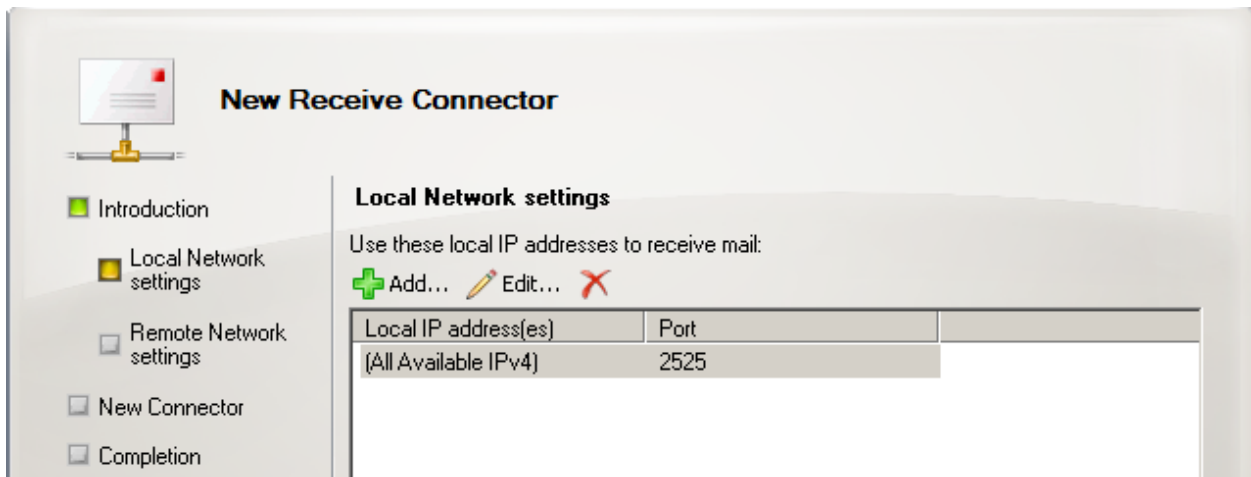 New Receive Connector
Introduction
Local Network
settings
Remote Network
settings
New Connector
Completion
Local Network settings
Use these local IP addresses to receive mail:
Add... Edit...
Local IP address(es) Port
(All Available IPv4) 2525